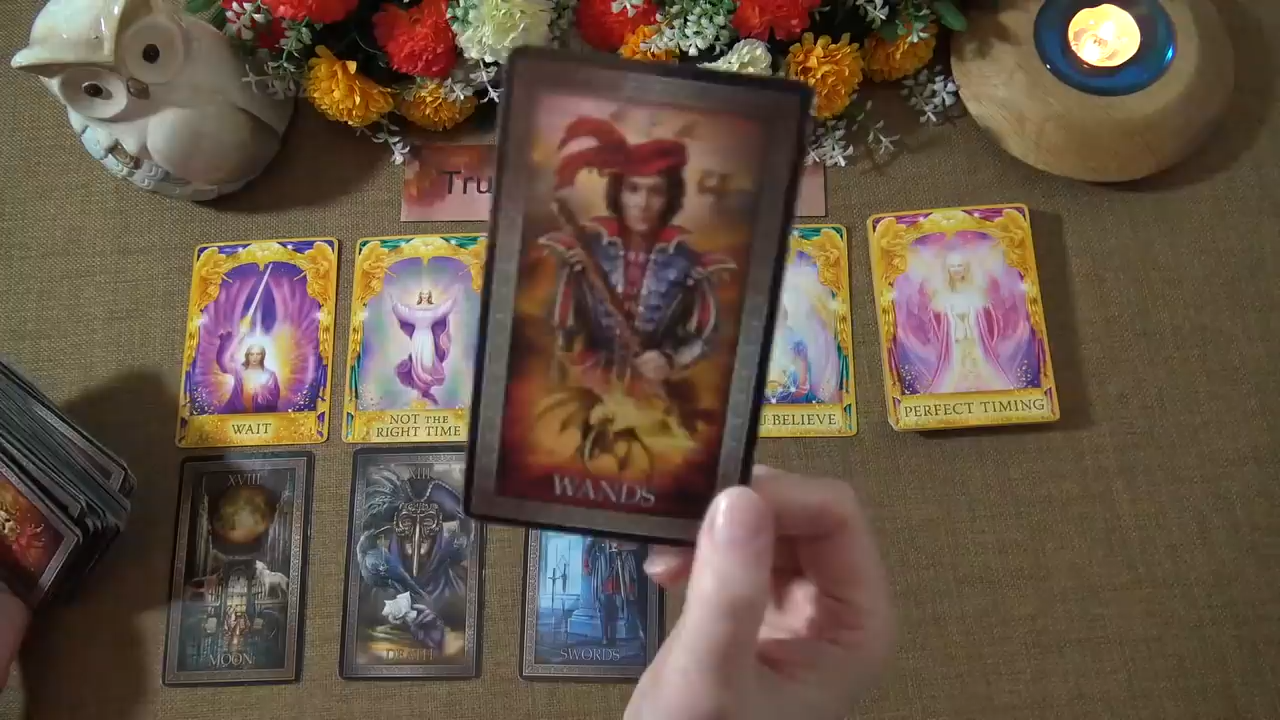 Tru
WAIT
NOT THE
RIGHT TIME
U BELIEVE
PERFECT TIMING
WANDS
XVIII
MOON
XIII
DEATH
SWORDS